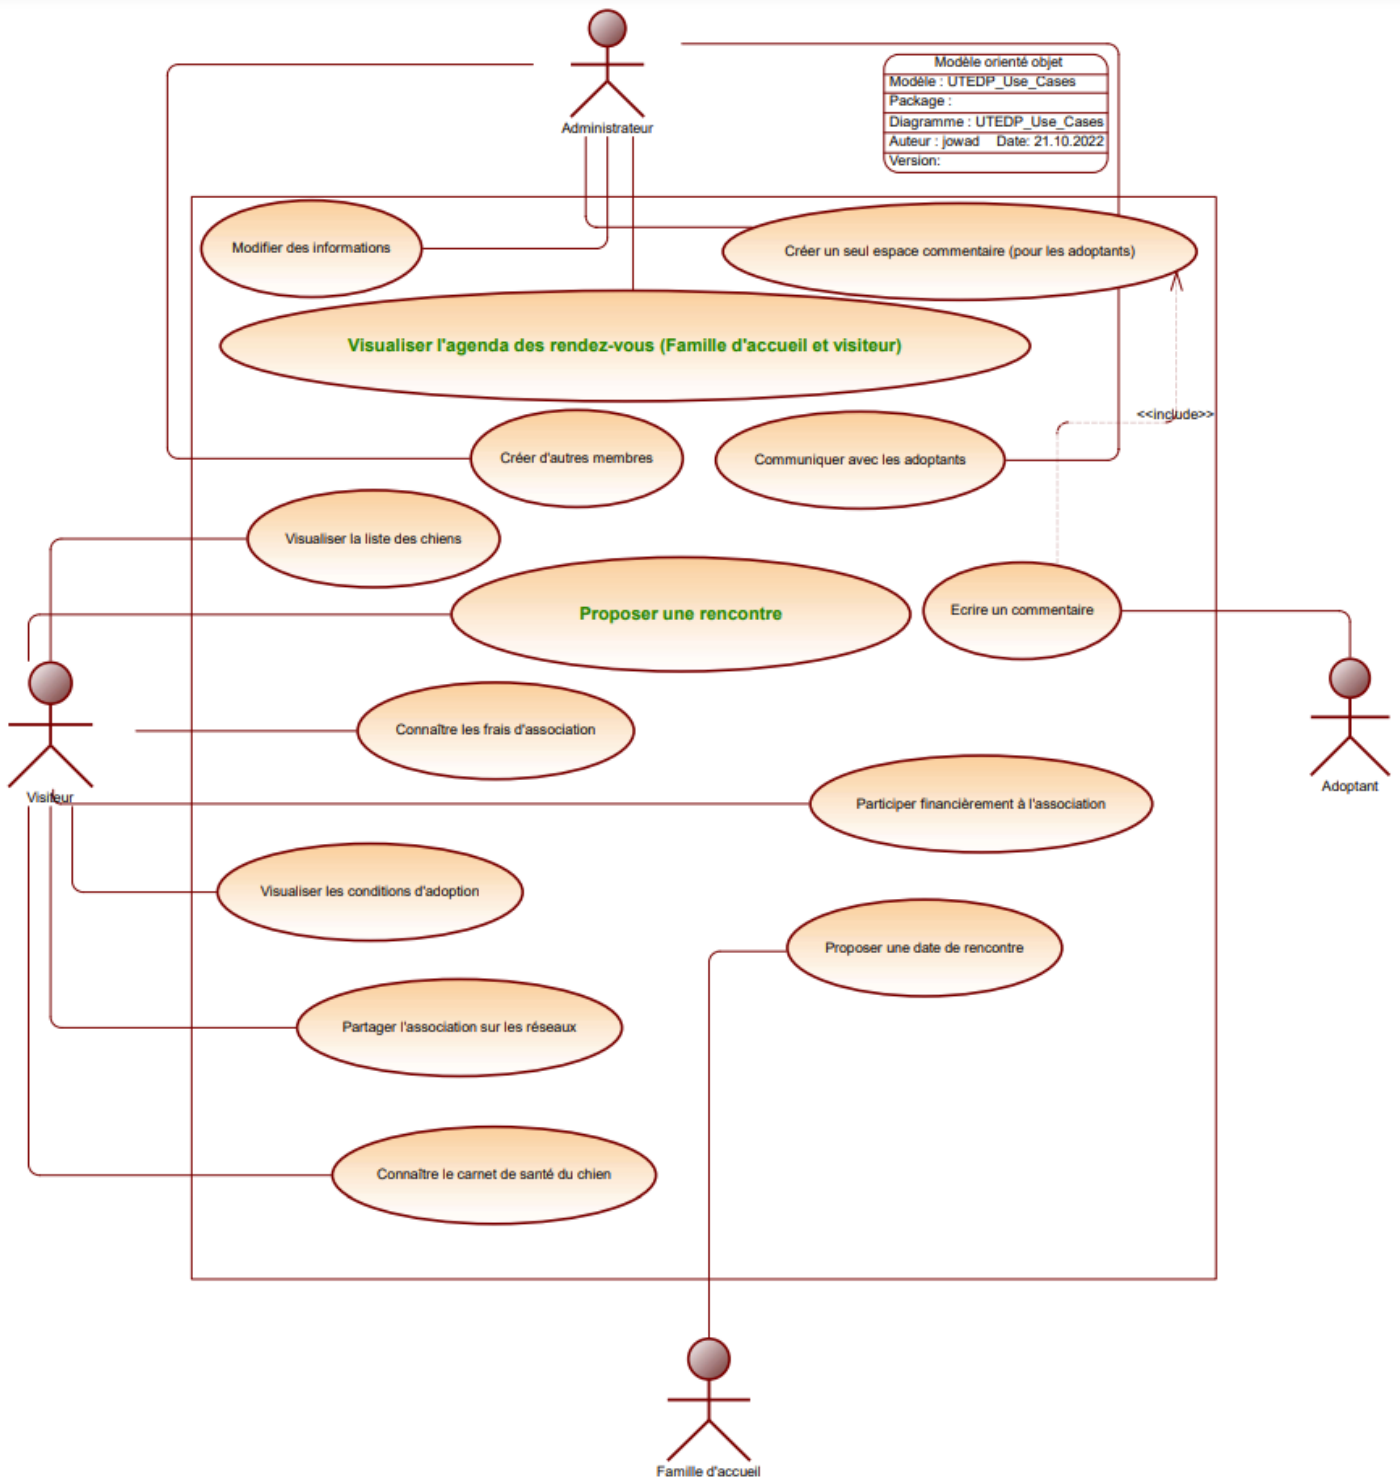 Modèle orienté objet
Modèle : UTEDP_Use_Cases
Package :
Diagramme : UTEDP_Use_Cases
Auteur : jowad Date: 21.10.2022
Version:
Administrateur
Modifier des informations
Créer un seul espace commentaire (pour les adoptants)
Visualiser l'agenda des rendez-vous (Famille d'accueil et visiteur)
<<include>>
Créer d'autres membres
Communiquer avec les adoptants
Visualiser la liste des chiens
Proposer une rencontre
Ecrire un commentaire
Connaître les frais d'association
Adoptant
Visiteur
Participer financièrement à l'association
Visualiser les conditions d'adoption
Proposer une date de rencontre
Partager l'association sur les réseaux
Connaître le carnet de santé du chien
Famille d'accueil